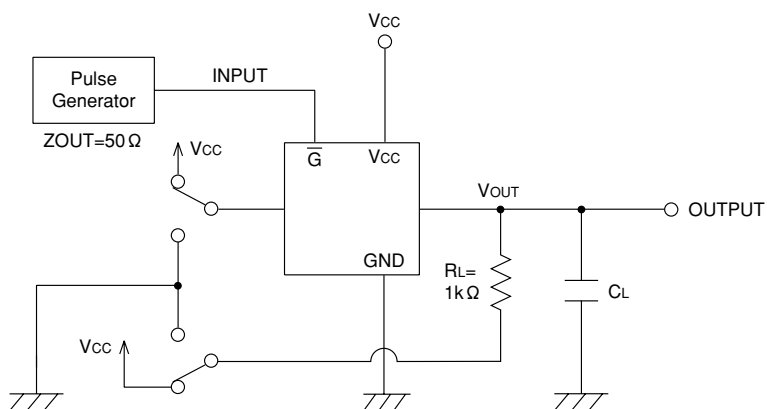 VCC
Pulse
Generator
INPUT
ZOUT=50Ω
VCC
G̅
VCC
VOUT
OUTPUT
GND
RL=
1kΩ
CL
VCC